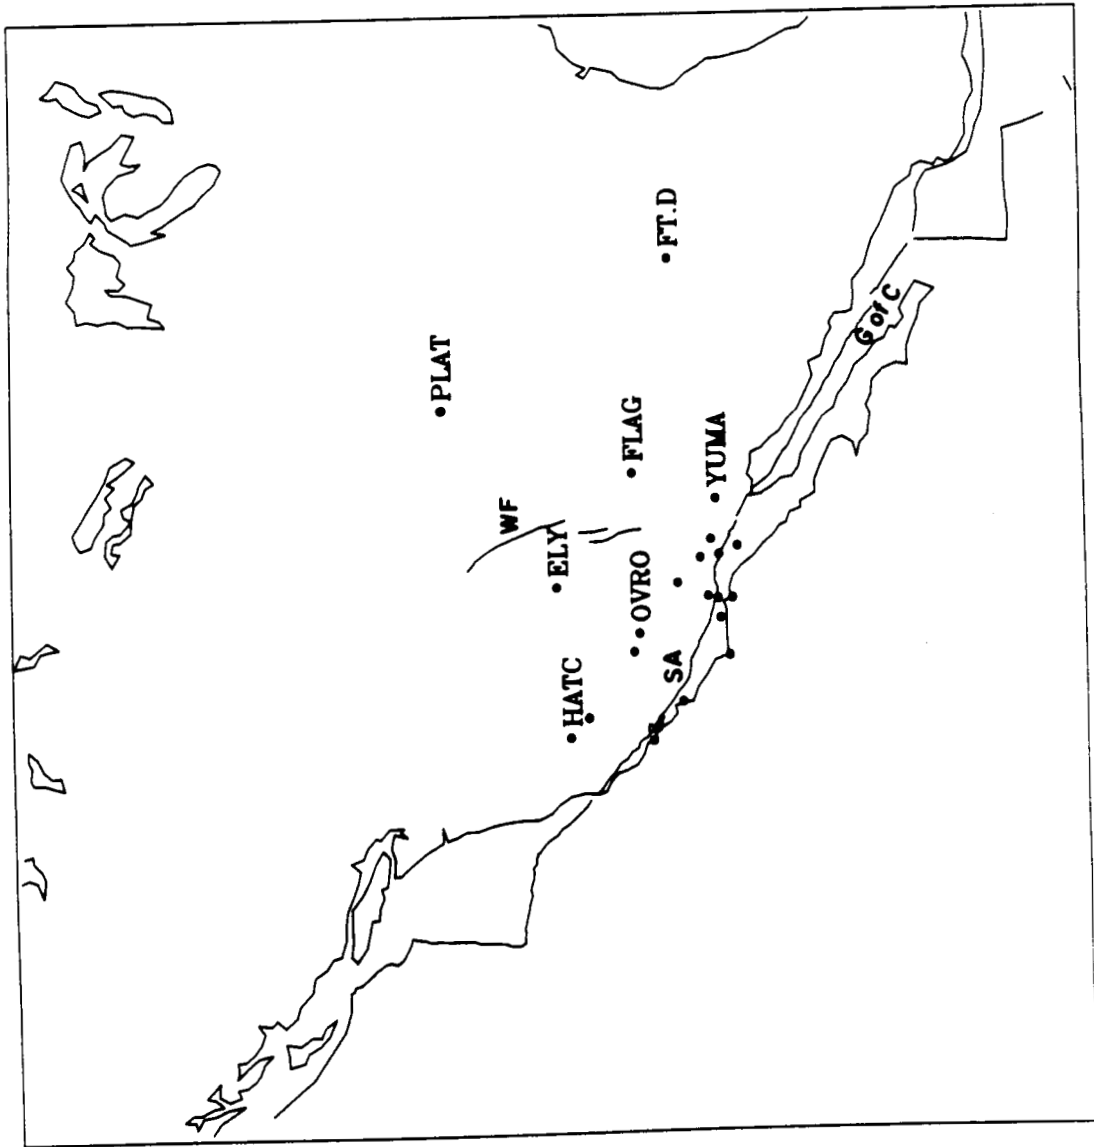 PLAT
FT.D
FLAG
YUMA
WF
ELY
OVRO
HATC
SA
G of C